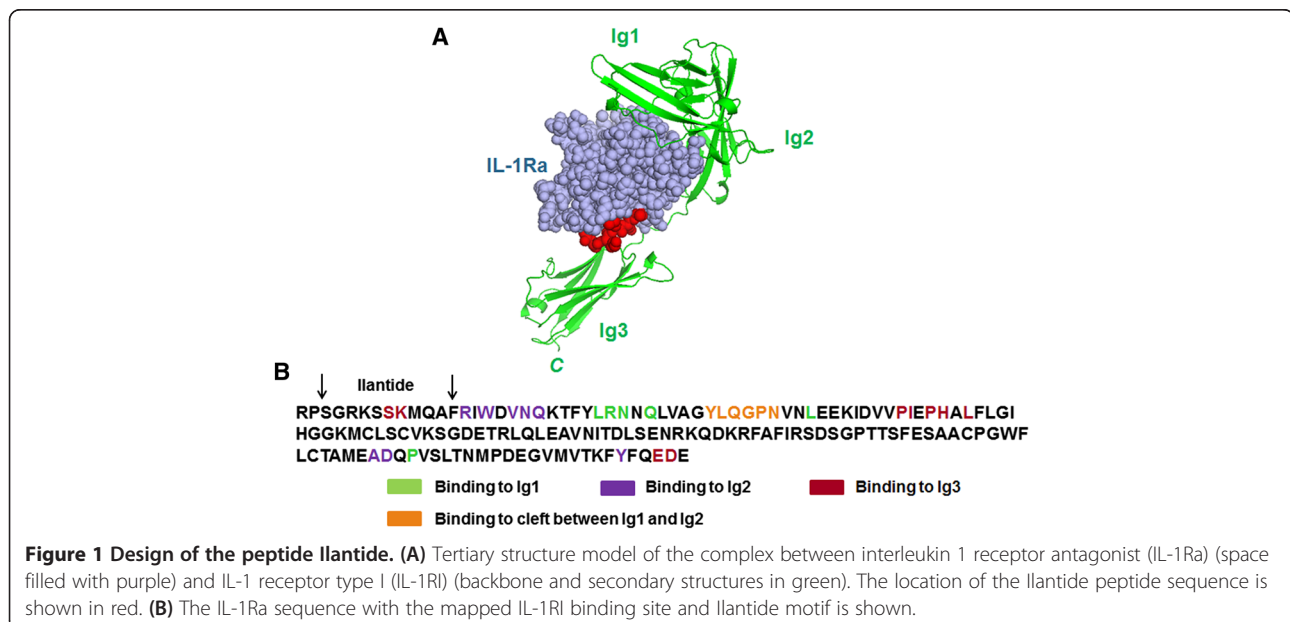 A
Ig1
Ig2
IL-1Ra
Ig3
C
B
Ilantide
RPSGRKSSKMQAFRIWDVNQKTFYLRNNQLVAGYLQGPNVNLEEKIDVVPIEPHALFLGI
HGGKMCLSCVKSGDETRLQLEAVNITDLSENRKQDKRFAFIRSDSGPTTSFESAACPGWF
LCTAMEADQPVSLTNMPDEGVMVTKFYFQEDE
Binding to Ig1
Binding to Ig2
Binding to Ig3
Binding to cleft between Ig1 and Ig2
Figure 1 Design of the peptide Ilantide. (A) Tertiary structure model of the complex between interleukin 1 receptor antagonist (IL-1Ra) (space
filled with purple) and IL-1 receptor type I (IL-1RI) (backbone and secondary structures in green). The location of the Ilantide peptide sequence is
shown in red. (B) The IL-1Ra sequence with the mapped IL-1RI binding site and Ilantide motif is shown.